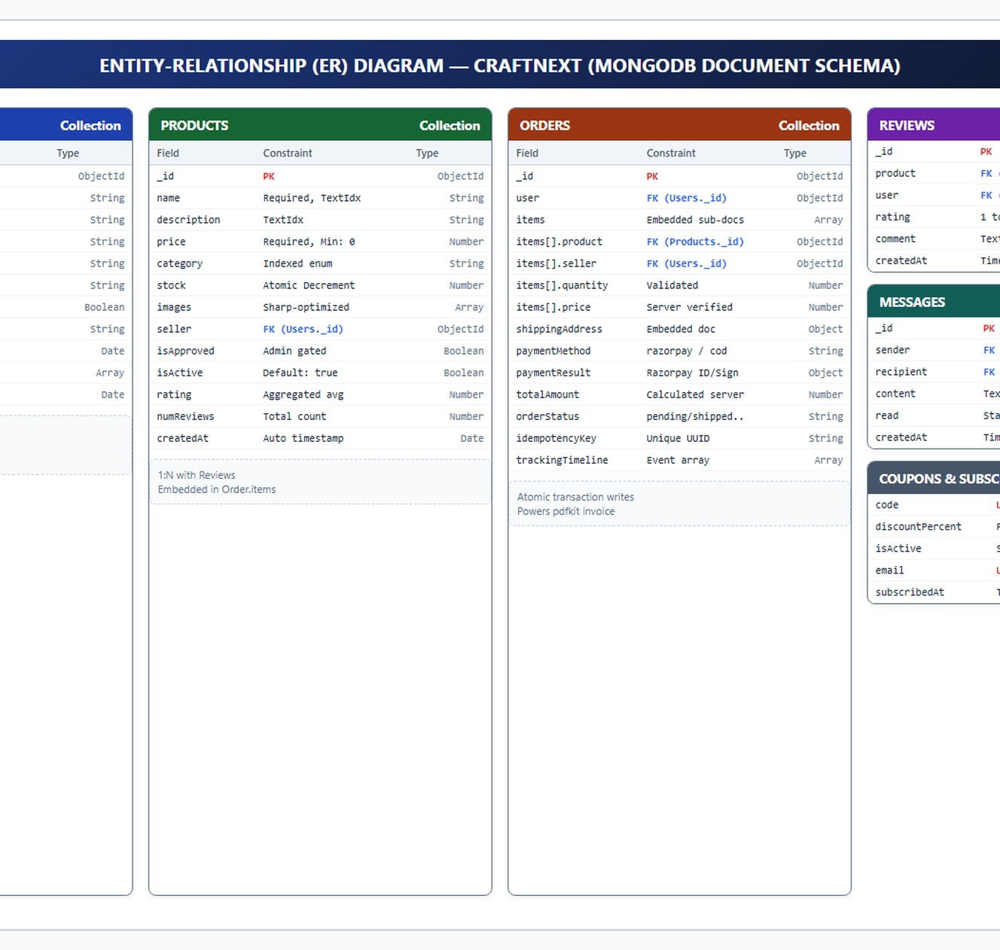 ENTITY-RELATIONSHIP (ER) DIAGRAM — CRAFTNEXT (MONGODB DOCUMENT SCHEMA)
Collection
Type
ObjectId
String
String
String
String
String
Boolean
String
Date
Array
Date
PRODUCTS Collection
Field Constraint Type
_id PK ObjectId
name Required, TextIdx String
description TextIdx String
price Required, Min: 0 Number
category Indexed enum String
stock Atomic Decrement Number
images Sharp-optimized Array
seller FK (Users._id) ObjectId
isApproved Admin gated Boolean
isActive Default: true Boolean
rating Aggregated avg Number
numReviews Total count Number
createdAt Auto timestamp Date
1:N with Reviews
Embedded in Order.items
ORDERS Collection
Field Constraint Type
_id PK ObjectId
user FK (Users._id) ObjectId
items Embedded sub-docs Array
items[].product FK (Products._id) ObjectId
items[].seller FK (Users._id) ObjectId
items[].quantity Validated Number
items[].price Server verified Number
shippingAddress Embedded doc Object
paymentMethod razorpay / cod String
paymentResult Razorpay ID/Sign Object
totalAmount Calculated server Number
orderStatus pending/shipped.. String
idempotencyKey Unique UUID String
trackingTimeline Event array Array
Atomic transaction writes
Powers pdfkit invoice
REVIEWS
_id PK
product FK
user FK
rating 1
comment
createdAt
MESSAGES
_id PK
sender FK
recipient FK
content
read
createdAt
COUPONS &
code
discountPercent
isActive
email
subscribedAt